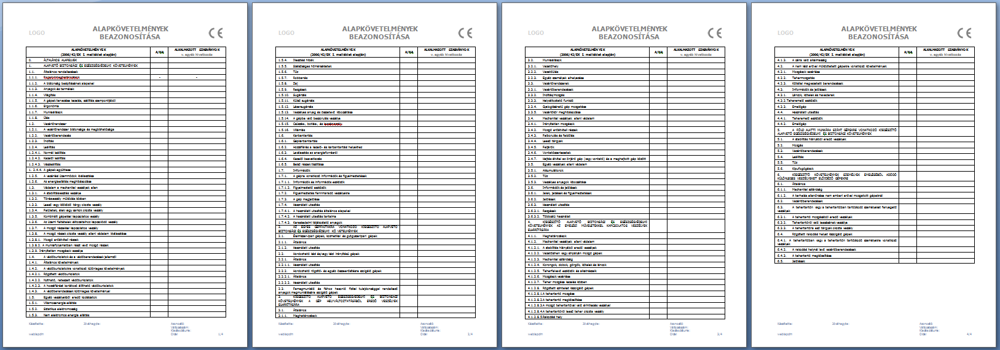 LOGO
ALAPKÖVETELMÉNYEK
BEAZONOSÍTÁSA
CE
ALAPKÖVETELMÉNYEK
(2006/42/EK I. melléklet alapján)
A/NA
ALKALMAZOTT SZABVÁNYOK
v. egyéb hivatkozás
0. ÁLTALÁNOS ALAPELVEK
1. ALAPVETŐ BIZTONSÁGI ÉS EGÉSZSÉGVÉDELMI KÖVETELMÉNYEK
1.1. Általános rendelkezések
1.1.1. - -
1.1.2. A biztonság beépítésének alapelvei
1.1.3. Anyagok és termékek
1.1.4. Világítás
1.1.5. A gépek tervezése kezelés, szállítás szempontjából
1.1.6. Ergonómia
1.1.7. Munkaállások
1.1.8. Ülés
1.2. Vezérlőrendszer
1.2.1. A vezérlőrendszer biztonsága és megbízhatósága
1.2.2. Vezérlőberendezés
1.2.3. Indítás
1.2.4. Leállítás
1.2.4.1. Normál leállítás
1.2.4.2. Kezelői leállítás
1.2.4.3. Vészleállítás
1. 2.4.4. A gépek együttese
1.2.5. A vezérlési üzemmódok kiválasztása
1.2.6. Az energiaellátás meghibásodása
1.3. Védelem a mechanikai veszélyek ellen
1.3.1. A stabilitásvesztés veszélye
1.3.2. Törésveszély működés közben
1.3.3. Leeső vagy kilökődő tárgy okozta veszély
1.3.4. Felületek, élek vagy sarkok okozta veszély
1.3.5. Kombinált gépekkel kapcsolatos veszély
1.3.6. Az üzemi feltételek változásaihoz kapcsolódó veszély
1.3.7. A mozgó részekkel kapcsolatos veszély
1.3.8. A mozgó részek okozta veszély elleni védelem kiválasztása
1.3.8.1. Mozgó erőátviteli részek
1.3.8.2. A munkafolyamatban részt vevő mozgó részek
1.3.9. Irányítatlan mozgások veszélye
1.4. A védőburkolatok és a védőberendezések jellemzői
1.4.1. Általános követelmények
1.4.2. A védőburkolatokra vonatkozó különleges követelmények
1.4.2.1. Rögzített védőburkolatok
1.4.2.2. Nyitható, reteszelt védőburkolatok
1.4.2.3. A hozzáférést korlátozó állítható védőburkolatok
1.4.3. A védőberendezések különleges követelményei
1.5. Egyéb veszélyekből eredő kockázatok
1.5.1. Villamosenergia-ellátás
1.5.2. Sztatikus elektromosság
1.5.3. Nem elektromos energia ellátás
Készítette: Jóváhagyta: Azonosító:
Változatszám:
Kiadás dátuma:
weblapdm Oldal 1/4
LOGO
ALAPKÖVETELMÉNYEK
BEAZONOSÍTÁSA
CE
ALAPKÖVETELMÉNYEK
(2006/42/EK I. melléklet alapján)
A/NA
ALKALMAZOTT SZABVÁNYOK
v. egyéb hivatkozás
1.5.4. Illesztési hibák
1.5.5. Szélsőséges hőmérsékletek
1.5.6. Tűz
1.5.7. Robbanás
1.5.8. Zaj
1.5.9. Rezgések
1.5.10. Sugárzás
1.5.11. Külső sugárzás
1.5.12. Lézersugárzás
1.5.13. Veszélyes anyag és összetevő kibocsátása
1.5.14. A gépbe való beszorulás veszélye
1.5.15. Csúszás-, botlás-, és
1.5.16. Villámlás
1.6. Karbantartás
1.6.1. Gépkarbantartás
1.6.2. Hozzáférés a kezelő- és karbantartási helyekhez
1.6.3. Leválasztás az energiaforrásról
1.6.4. Kezelői beavatkozás
1.6.5. Belső részek tisztítása
1.7. Információk
1.7.1. A gépre vonatkozó információk és figyelmeztetések
1.7.1.1. Információk és információs eszközök
1.7.1.2. Figyelmeztető eszközök
1.7.2. Figyelmeztetés fennmaradó veszélyekre
1.7.3. A gép megjelölése
1.7.4. Használati utasítás
1.7.4.1. A használati utasítás általános alapelvei
1.7.4.2. A használati utasítás tartalma
1.7.4.3. Kereskedelmi tájékoztató anyagok
2. AZ EGYES GÉPFAJTÁKRA VONATKOZÓ KIEGÉSZÍTŐ ALAPVETŐ
BIZTONSÁGI ÉS EGÉSZSÉGVÉDELMI KÖVETELMÉNYEK
2.1. Élelmiszer-ipari gépek, kozmetikai és gyógyszeripari gépek
2.1.1. Általános
2.1.2. Használati utasítás
2.2. Hordozható kézi és/vagy kézi irányítású gépek
2.2.1. Általános
2.2.1.1. Használati utasítás
2.2.2. Hordozható rögzítő- és egyéb összeerősítésre szolgáló gépek
2.2.2.1. Általános
2.2.2.2. Használati utasítás
2.3. Famegmunkáló és fához hasonló fizikai tulajdonsággal rendelkező
anyagok megmunkálására szolgáló gépek
3. KIEGÉSZÍTŐ ALAPVETŐ EGÉSZSÉGVÉDELMI ÉS BIZTONSÁGI
KÖVETELMÉNYEK A GÉP HELYVÁLTOZTATÁSÁBÓL EREDŐ VESZÉLYEK
ELHÁRÍTÁSÁRA
3.1. Általános
3.1.1. Meghatározások
Készítette: Jóváhagyta: Azonosító:
Változatszám:
Kiadás dátuma:
weblapdm Oldal 2/4
LOGO
ALAPKÖVETELMÉNYEK
BEAZONOSÍTÁSA
CE
ALAPKÖVETELMÉNYEK
(2006/42/EK I. melléklet alapján)
A/NA
ALKALMAZOTT SZABVÁNYOK
v. egyéb hivatkozás
3.2. Munkaállások
3.2.1. Vezetőhely
3.2.2. Vezetőülés
3.2.3. Egyéb személyek elhelyezése
3.3. Vezérlőrendszerek
3.3.1. Vezérlőberendezések
3.3.2. Indítás/mozgás
3.3.3. Helyváltoztató funkció
3.3.4. Gyalogkíséretű gép mozgatása
3.3.5. Vezérlőkör meghibásodása
3.4. Mechanikai veszélyek elleni védelem
3.4.1. Irányítatlan mozgások
3.4.2. Mozgó erőátviteli részek
3.4.3. Felborulás és feldőlés
3.4.4. Leeső tárgyak
3.4.5. Feljárók
3.4.6. Vontatószerkezetek
3.4.7. Hajtás átvitel az önjáró gép (vagy vontató) és a meghajtott gép között
3.5. Egyéb veszélyek elleni védelem
3.5.1. Akkumulátorok
3.5.2. Tűz
3.5.3. Veszélyes anyagok kibocsátása
3.6. Információk és jelölések
3.6.1. Jelek, jelzések és figyelmeztetések
3.6.2. Jelölések
3.6.3. Használati utasítás
3.6.3.1. Rezgések
3.6.3.2. Többcélú használat
4. KIEGÉSZÍTŐ ALAPVETŐ BIZTONSÁGI ÉS EGÉSZSÉGVÉDELMI
KÖVETELMÉNYEK AZ EMELÉSI MŰVELETEKKEL KAPCSOLATOS VESZÉLYEK
ELHÁRÍTÁSÁRA
4.1.1. Meghatározások
4.1.2. Mechanikai veszélyek elleni védelem
4.1.2.1. A stabilitás hiányából eredő veszélyek
4.1.2.2. Vezetősínen vagy sínpályán mozgó gépek
4.1.2.3. Mechanikai szilárdság
4.1.2.4. Korongok, dobok, görgők, kötelek és láncok
4.1.2.5. Teherfelvevő eszközök és alkatrészeik
4.1.2.6. Mozgások vezérlése
4.1.2.7. Teher mozgása kezelés közben
4.1.2.8. Rögzített szinteket kiszolgáló gépek
4.1.2.8.1.A tehertartó mozgása
4.1.2.8.2.A tehertartó megközelítése
4.1.2.8.3.A mozgó tehertartóval való érintkezés veszélyei
4.1.2.8.4.A tehertartóról leeső teher okozta veszély
4.1.2.8.5.Rakodási hely
Készítette: Jóváhagyta: Azonosító:
Változatszám:
Kiadás dátuma:
weblapdm Oldal 3/4
LOGO
ALAPKÖVETELMÉNYEK
BEAZONOSÍTÁSA
CE
ALAPKÖVETELMÉNYEK
(2006/42/EK I. melléklet alapján)
A/NA
ALKALMAZOTT SZABVÁNYOK
v. egyéb hivatkozás
4.1.3. A célra való alkalmasság
4.2. A nem kézi erővel működtetett gépekre vonatkozó követelmények
4.2.1. Mozgások vezérlése
4.2.2. Tehermozgatás
4.2.3. Kötéllel megvezetett berendezések
4.3. Információk és jelölések
4.3.1. Láncok, kötelek és hevederek
4.3.2.Teheremelő eszközök
4.3.3. Emelőgép
4.4. Használati utasítás
4.4.1. Teheremelő eszközök
4.4.2. Emelőgép
5. A FÖLD ALATTI MUNKÁRA SZÁNT GÉPEKRE VONATKOZÓ KIEGÉSZÍTŐ
ALAPVETŐ EGÉSZSÉGVÉDELMI ÉS BIZTONSÁGI KÖVETELMÉNYEK
5.1. A stabilitás hiányából eredő veszélyek
5.2. Mozgás
5.3. Vezérlőberendezések
5.4. Leállítás
5.5. Tűz
5.6. Kipufogógázok
6. KIEGÉSZÍTŐ KÖVETELMÉNYEK SZEMÉLYEK EMELÉSÉBŐL ADÓDÓ
KÜLÖNLEGES VESZÉLYEKET ELŐIDÉZŐ GÉPEKRE
6.1. Általános
6.1.1. Mechanikai szilárdság
6.1.2. A terhelés ellenőrzése nem emberi erővel mozgatott gépeknél
6.2. Vezérlőberendezések
6.3. A tehertartón vagy a tehertartóban tartózkodó személyeket fenyegető
veszélyek
6.3.1. A tehertartó mozgásából eredő veszélyek
6.3.2. Tehertartóról való leesésének veszélye
6.3.3. A tehertartóra eső tárgyak okozta veszély
6.4. Rögzített rakodási helyet kiszolgáló gépek
6.4.1. A tehertartóban vagy a tehertartón tartózkodó személyekre vonatkozó
veszélyek
6.4.2. A rakodási helynél levő vezérlőberendezések
6.4.3. A tehertartó megközelítése
6.5. Jelölések
Készítette: Jóváhagyta: Azonosító:
Változatszám:
Kiadás dátuma:
weblapdm Oldal 4/4